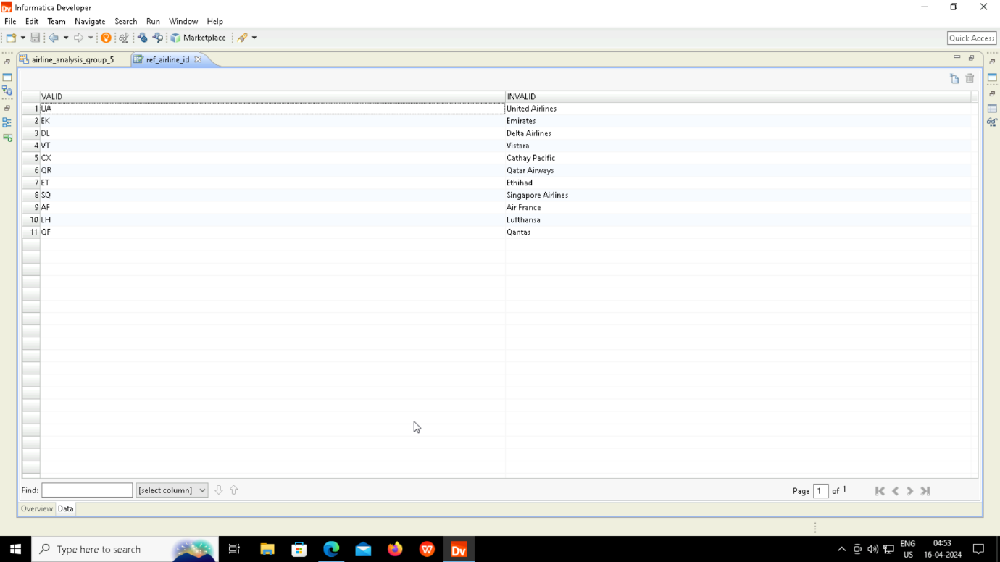 Informatica Developer
File Edit Team Navigate Search Run Window Help
Marketplace
Quick Access
airline_analysis_group_5 ref_airline_id
VALID INVALID
1 UA United Airlines
2 EK Emirates
3 DL Delta Airlines
4 VT Vistara
5 CX Cathay Pacific
6 QR Qatar Airways
7 ET Ethihad
8 SQ Singapore Airlines
9 AF Air France
10 LH Lufthansa
11 QF Qantas
Find: [select column] Page 1 of 1
Overview Data
Type here to search
Dv
ENG
US
04:53
16-04-2024